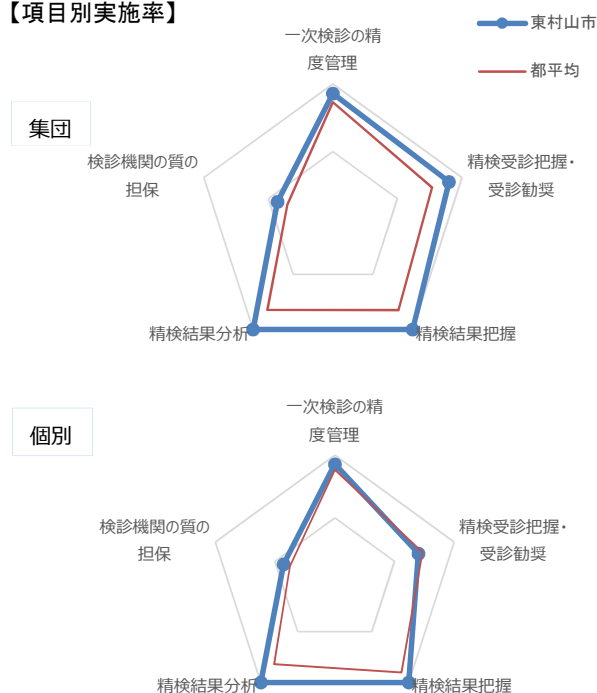 【項目別実施率】
東村山市
都平均
集団
一次検診の精
度管理
精検受診把握・
受診勧奨
精検結果把握
精検結果分析
検診機関の質の
担保
個別
一次検診の精
度管理
精検受診把握・
受診勧奨
精検結果把握
精検結果分析
検診機関の質の
担保